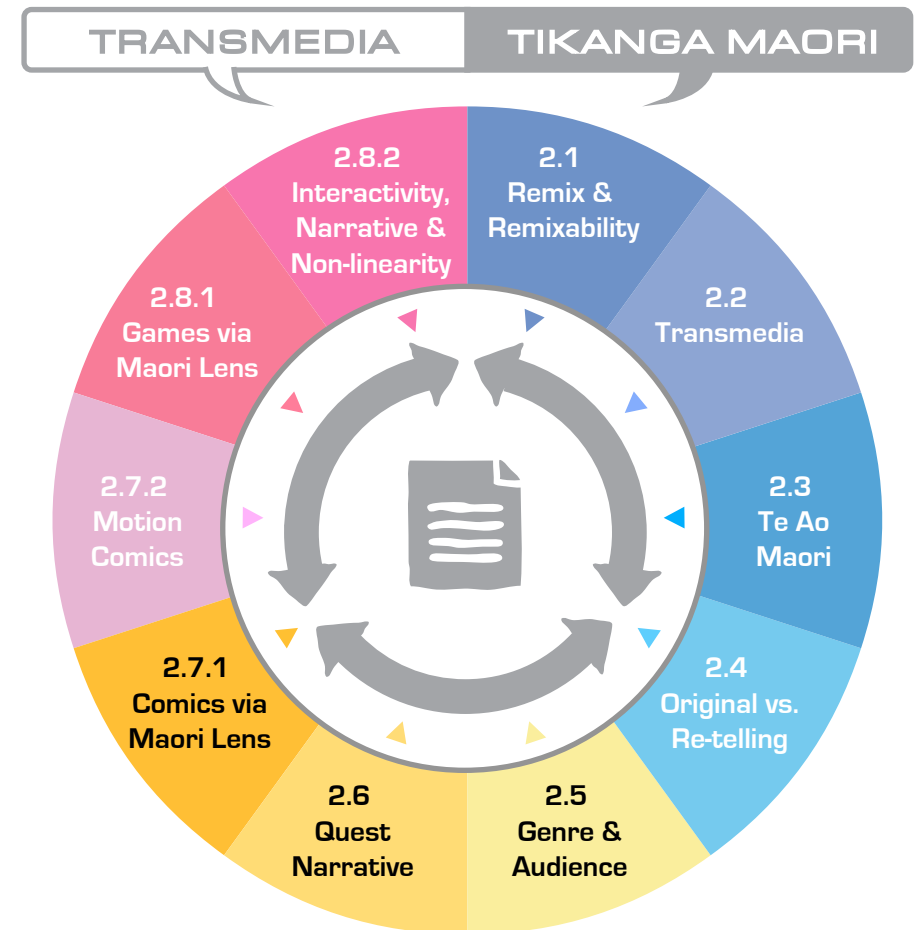 TRANSMEDIA
TIKANGA MAORI
2.1
Remix &
Remixability
2.2
Transmedia
2.3
Te Ao
Maori
2.4
Original vs.
Re-telling
2.5
Genre &
Audience
2.6
Quest
Narrative
2.7.1
Comics via
Maori Lens
2.7.2
Motion
Comics
2.8.1
Games via
Maori Lens
2.8.2
Interactivity,
Narrative &
Non-linearity